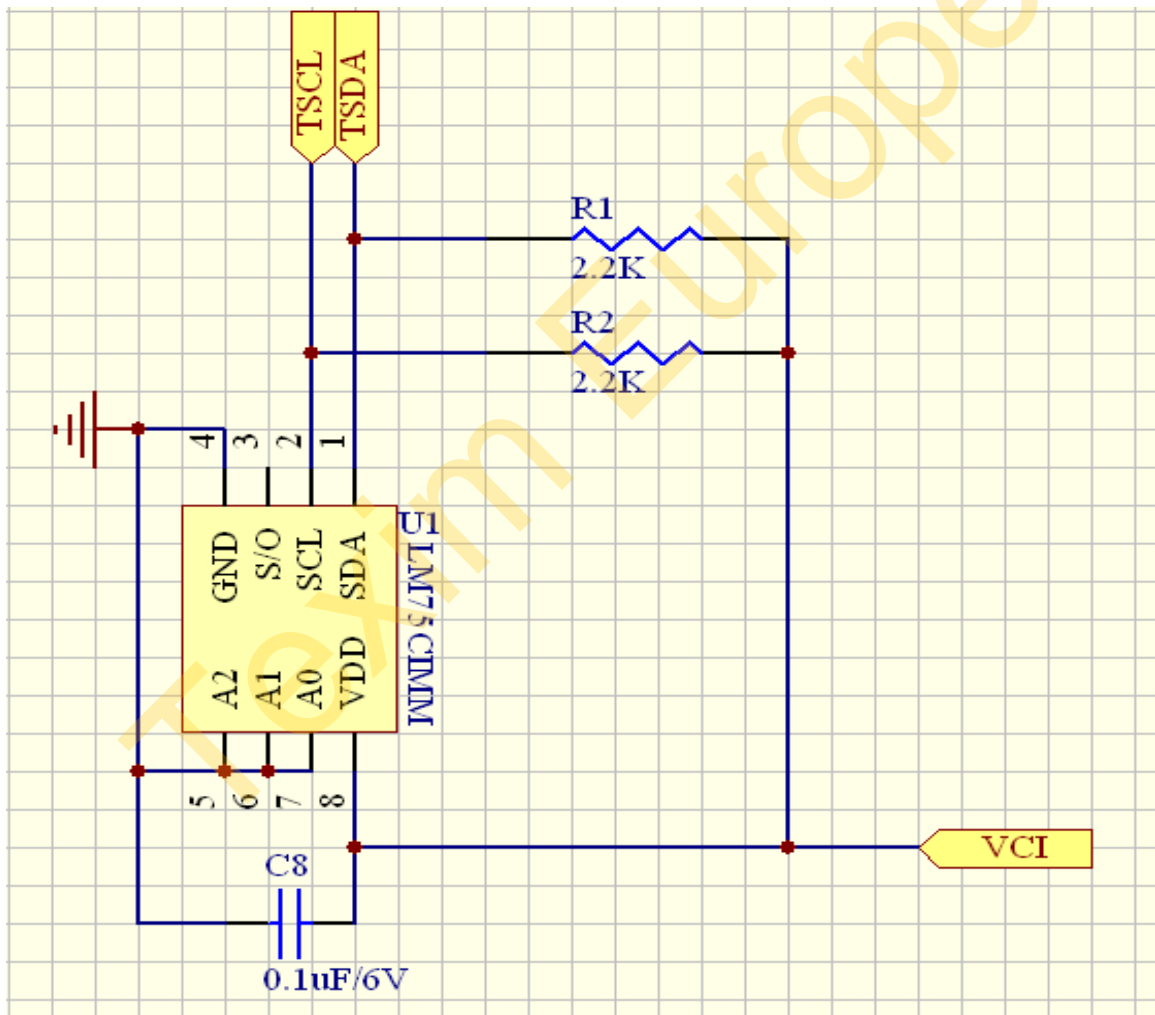 TSCL
TSDA
R1
2.2K
R2
2.2K
4
3
2
1
U1
LM75CIMM
GND
S/O
SCL
SDA
A2
A1
A0
VDD
5
6
7
8
VCI
C8
0.1uF/6V
Texim Europe